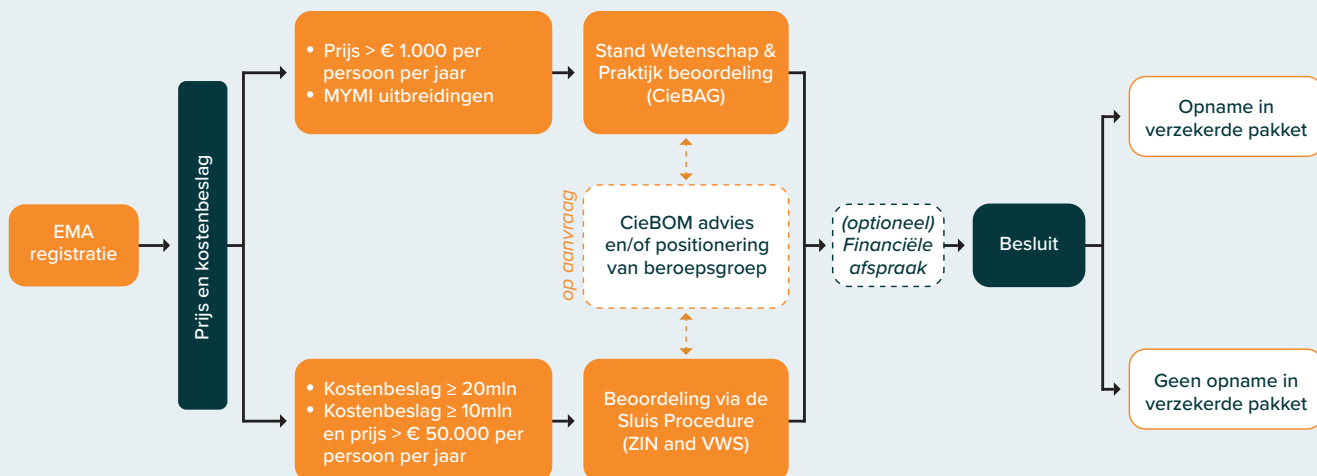 EMA
registratie
Prijs en kostenbeslag
• Prijs > € 1.000 per
persoon per jaar
• MYMI uitbreidingen
Stand Wetenschap &
Praktijk beoordeling
(CieBAG)
op aanvraag
CieBOM advies
en/of positionering
van beroepsgroep
• Kostenbeslag ≥ 20mln
• Kostenbeslag ≥ 10mln
en prijs > € 50.000 per
persoon per jaar
Beoordeling via de
Sluis Procedure
(ZIN and VWS)
(optioneel)
Financiële
afspraak
Besluit
Opname in
verzekerde pakket
Geen opname in
verzekerde pakket